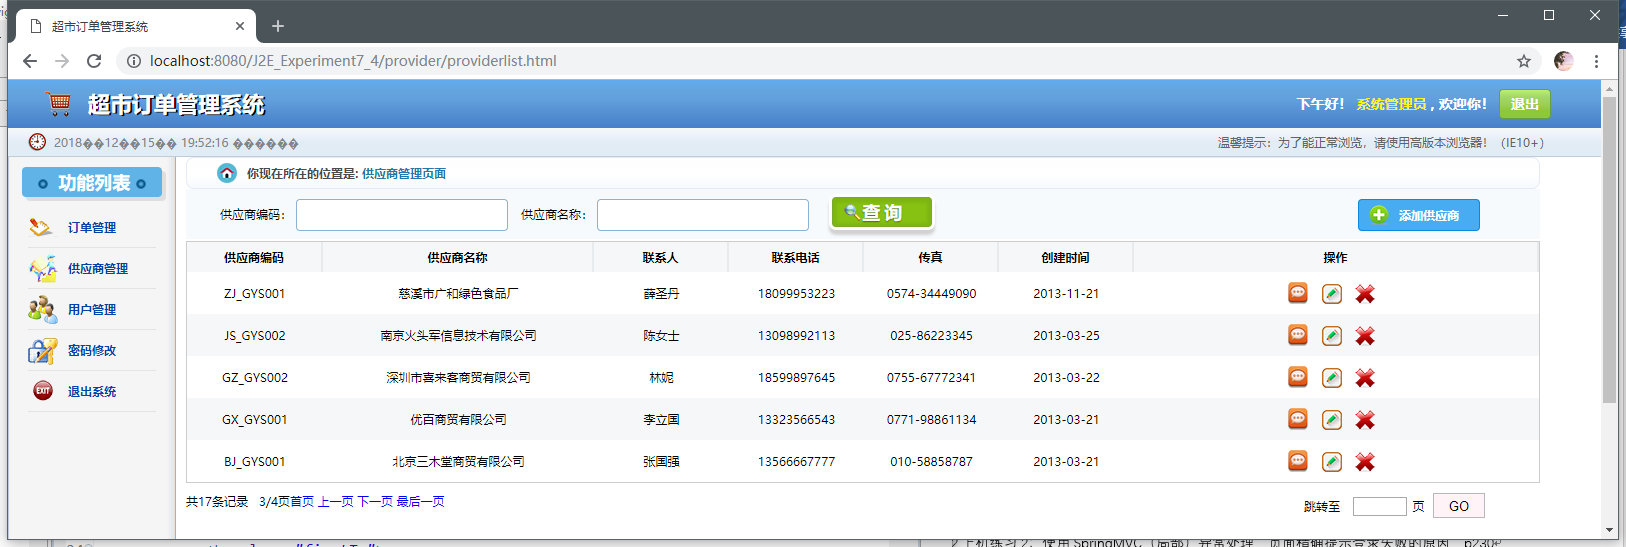 超市订单管理系统
localhost:8080/J2E_Experiment7_4/provider/providerlist.html
超市订单管理系统 下午好！ 系统管理员 , 欢迎你！ 退出
2018��12��15�� 19:52:16 ������ 温馨提示：为了能正常浏览，请使用高版本浏览器！ (IE10+)
功能列表
订单管理
供应商管理
用户管理
密码修改
EXIT 退出系统
你现在所在的位置是: 供应商管理页面
供应商编码： 供应商名称： 查 询 添加供应商
供应商编码 供应商名称 联系人 联系电话 传真 创建时间 操作
ZJ_GYS001 慈溪市广和绿色食品厂 薛圣丹 18099953223 0574-34449090 2013-11-21
JS_GYS002 南京火头军信息技术有限公司 陈女士 13098992113 025-86223345 2013-03-25
GZ_GYS002 深圳市喜来客商贸有限公司 林妮 18599897645 0755-67772341 2013-03-22
GX_GYS001 优百商贸有限公司 李立国 13323566543 0771-98861134 2013-03-21
BJ_GYS001 北京三木堂商贸有限公司 张国强 13566667777 010-58858787 2013-03-21
共17条记录 3/4页首页 上一页 下一页 最后一页 跳转至 页 GO